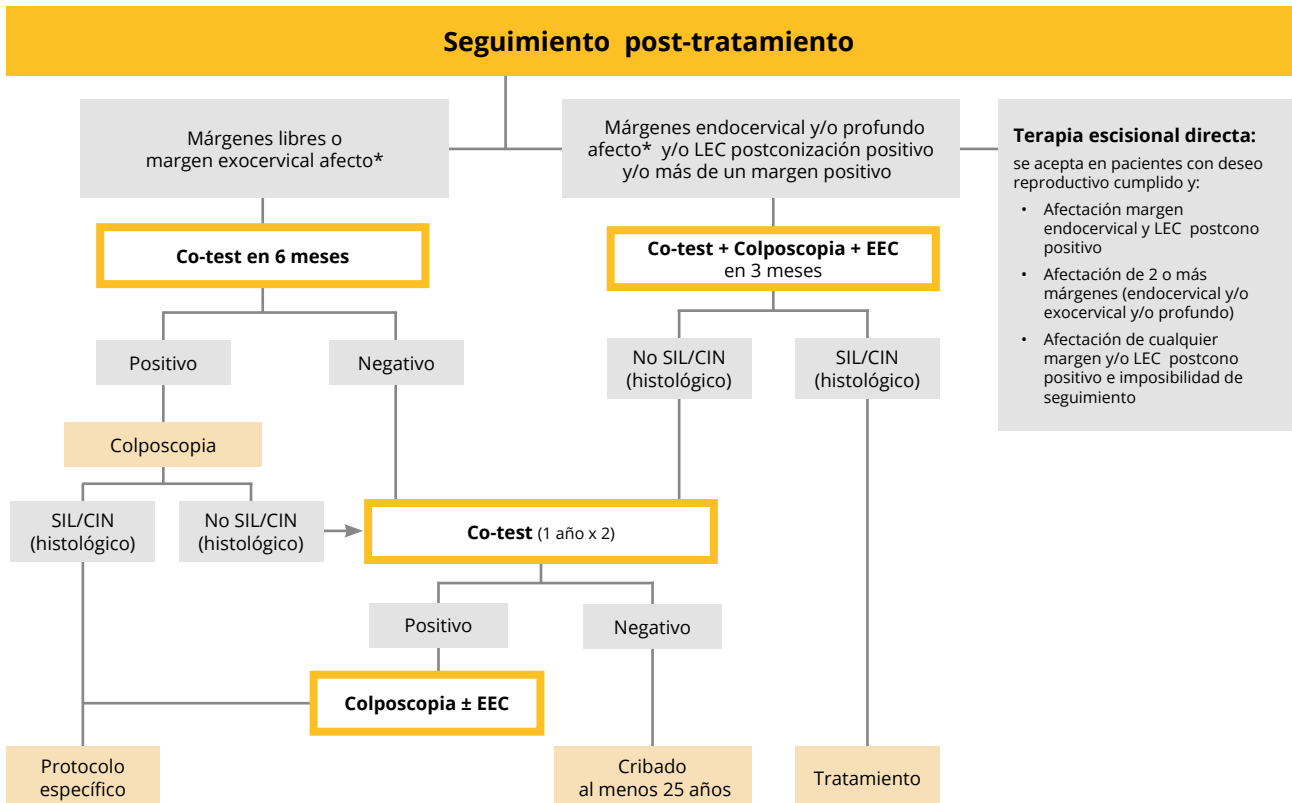 Seguimiento post-tratamiento
Márgenes libres o
margen exocervical afecto*
Márgenes endocervical y/o profundo
afecto* y/o LEC postconización positivo
y/o más de un margen positivo
Terapia escisional directa:
se acepta en pacientes con deseo
reproductivo cumplido y:
• Afectación margen
endocervical y LEC postcono
positivo
• Afectación de 2 o más
márgenes (endocervical y/o
exocervical y/o profundo)
• Afectación de cualquier
margen y/o LEC postcono
positivo e imposibilidad de
seguimiento
Co-test en 6 meses
Co-test + Colposcopia + EEC
en 3 meses
Positivo
Negativo
No SIL/CIN
(histológico)
SIL/CIN
(histológico)
Colposcopia
SIL/CIN
(histológico)
No SIL/CIN
(histológico)
Co-test (1 año x 2)
Positivo
Negativo
Colposcopia ± EEC
Protocolo
específico
Cribado
al menos 25 años
Tratamiento